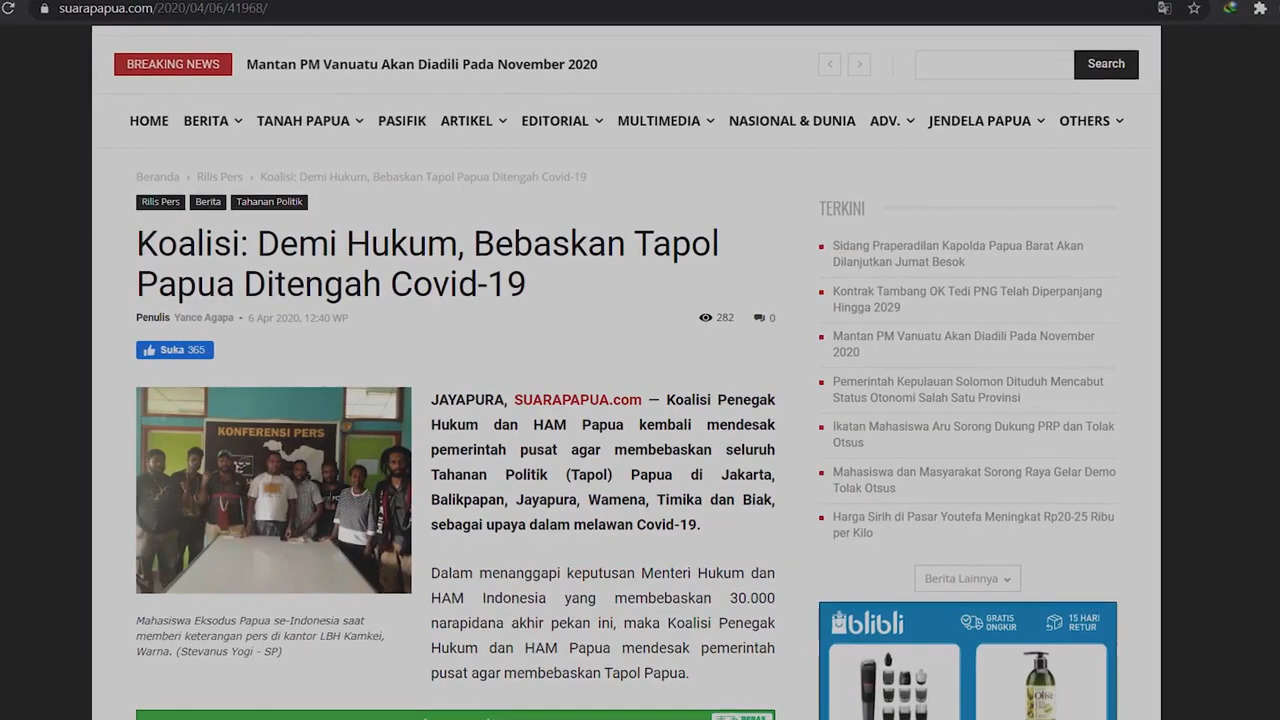 suarapapua.com/2020/04/06/41968/
BREAKING NEWS
Mantan PM Vanuatu Akan Diadili Pada November 2020
Search
HOME BERITA TANAH PAPUA PASIFIK ARTIKEL EDITORIAL MULTIMEDIA NASIONAL & DUNIA ADV. JENDELA PAPUA OTHERS
Beranda › Rilis Pers › Koalisi: Demi Hukum, Bebaskan Tapol Papua Ditengah Covid-19
Rilis Pers Berita Tahanan Politik
Koalisi: Demi Hukum, Bebaskan Tapol
Papua Ditengah Covid-19
Penulis Yance Agapa - 6 Apr 2020, 12:40 WP
282 0
Suka 365
KONFERENSI PERS
Mahasiswa Eksodus Papua se-Indonesia saat
memberi keterangan pers di kantor LBH Kamkei,
Warna. (Stevanus Yogi - SP)
JAYAPURA, SUARAPAPUA.com — Koalisi Penegak
Hukum dan HAM Papua kembali mendesak
pemerintah pusat agar membebaskan seluruh
Tahanan Politik (Tapol) Papua di Jakarta,
Balikpapan, Jayapura, Wamena, Timika dan Biak,
sebagai upaya dalam melawan Covid-19.
Dalam menanggapi keputusan Menteri Hukum dan
HAM Indonesia yang membebaskan 30.000
narapidana akhir pekan ini, maka Koalisi Penegak
Hukum dan HAM Papua mendesak pemerintah
pusat agar membebaskan Tapol Papua.
TERKINI
Sidang Praperadilan Kapolda Papua Barat Akan
Dilanjutkan Jumat Besok
Kontrak Tambang OK Tedi PNG Telah Diperpanjang
Hingga 2029
Mantan PM Vanuatu Akan Diadili Pada November
2020
Pemerintah Kepulauan Solomon Dituduh Mencabut
Status Otonomi Salah Satu Provinsi
Ikatan Mahasiswa Aru Sorong Dukung PRP dan Tolak
Otsus
Mahasiswa dan Masyarakat Sorong Raya Gelar Demo
Tolak Otsus
Harga Sirih di Pasar Youtefa Meningkat Rp20-25 Ribu
per Kilo
Berita Lainnya
blibli
GRATIS
ONGKIR
15 HARI
RETUR
Olive